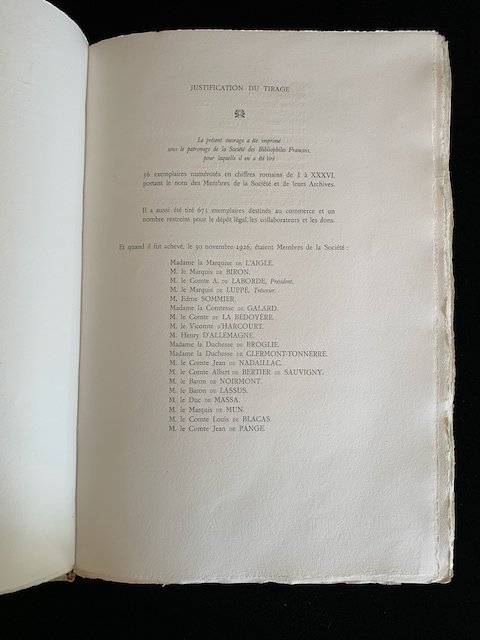 JUSTIFICATION DU TIRAGE
Le présent ouvrage a été imprimé
sous le patronage de la Société des Bibliophiles François,
pour laquelle il en a été tiré
36 exemplaires numérotés en chiffres romains de I à XXXVI,
portant le nom des Membres de la Société et de leurs Archives.
Il a aussi été tiré 675 exemplaires destinés au commerce et un
nombre restreint pour le dépôt légal, les collaborateurs et les dons.
Et quand il fut achevé, le 30 novembre 1926, étaient Membres de la Société :
Madame la Marquise DE L'AIGLE.
M. le Marquis DE BIRON.
M. le Comte A. DE LABORDE, Président.
M. le Marquis DE LUPPÉ, Trésorier.
M. Edme SOMMIER.
Madame la Comtesse DE GALARD.
M. le Comte DE LA BÉDOYÈRE.
M. le Vicomte D'HARCOURT.
M. Henry D'ALLEMAGNE.
Madame la Duchesse DE BROGLIE.
Madame la Duchesse DE CLERMONT-TONNERRE.
M. le Comte Jean DE NADAILLAC.
M. le Comte Albert DE BERTIER DE SAUVIGNY.
M. le Baron DE NOIRMONT.
M. le Baron DE LASSUS.
M. le Duc DE MASSA.
M. le Marquis DE MUN.
M. le Comte Louis DE BLACAS.
M. le Comte Jean DE PANGE.